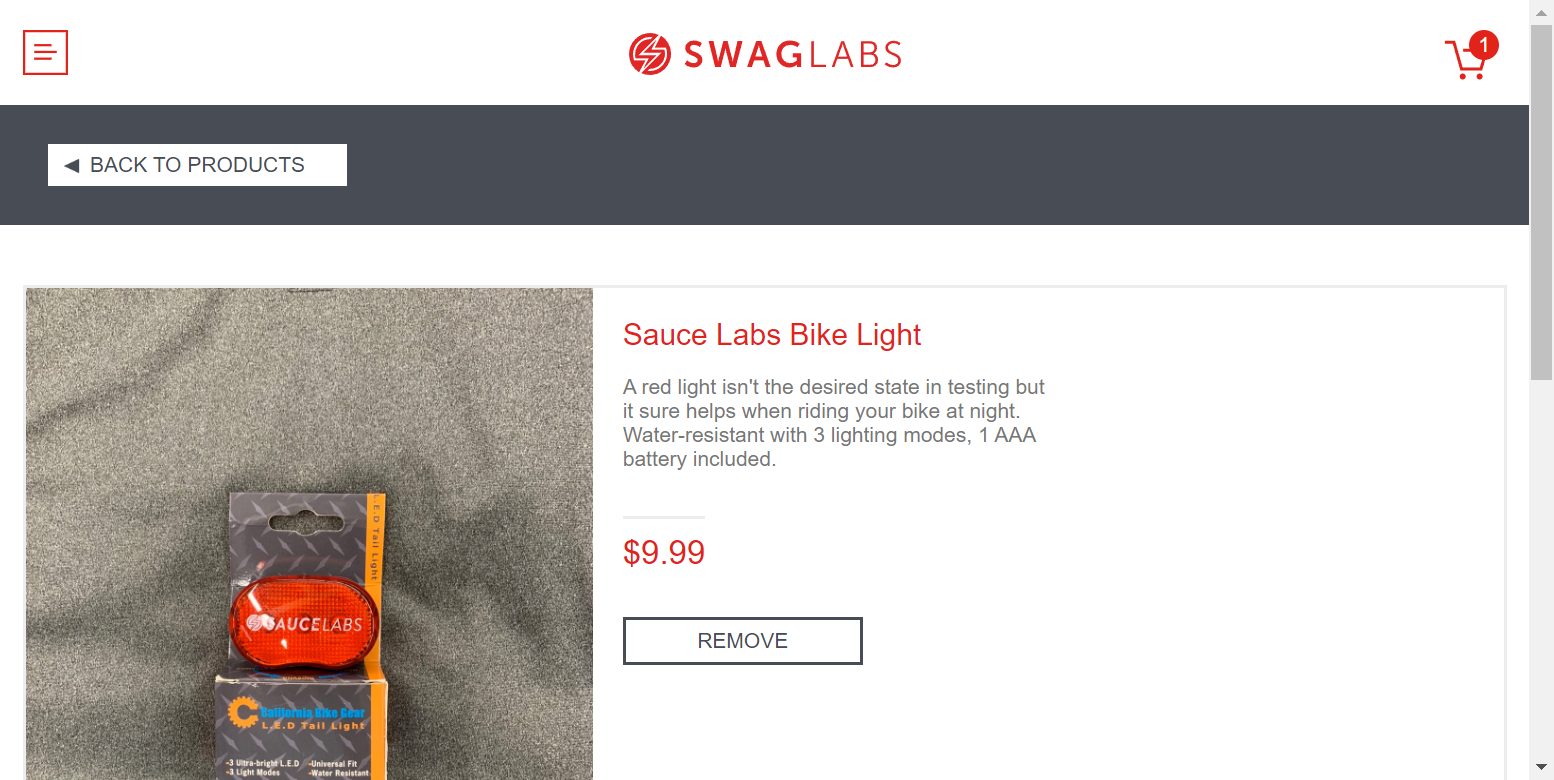 SWAGLABS
1
BACK TO PRODUCTS
Sauce Labs Bike Light
A red light isn't the desired state in testing but
it sure helps when riding your bike at night.
Water-resistant with 3 lighting modes, 1 AAA
battery included.
$9.99
REMOVE
L.E.D Tail Light
SAUCELABS
California Bike Gear
L.E.D Tail Light
-3 Ultra-bright L.E.D -Universal Fit
-3 Light Modes -Water Resistant